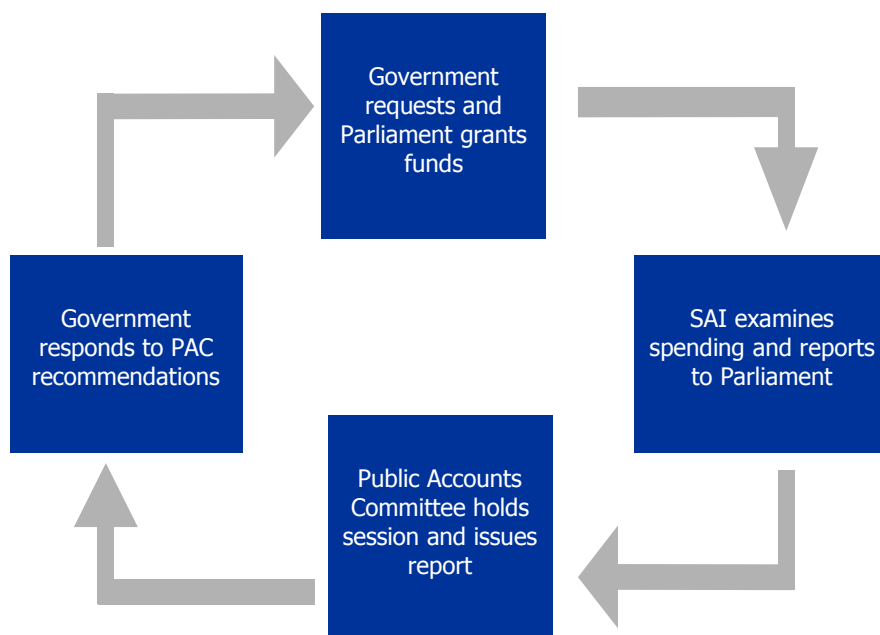 Government
requests and
Parliament grants
funds
SAI examines
spending and reports
to Parliament
Public Accounts
Committee holds
session and issues
report
Government
responds to PAC
recommendations